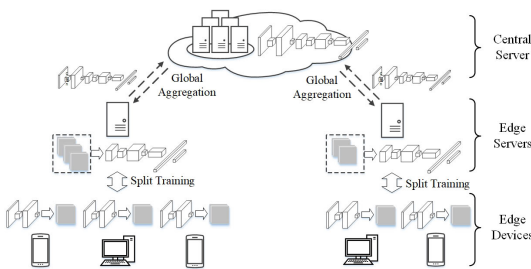 Central
Server
Global
Aggregation
Global
Aggregation
Edge
Servers
Split Training
Split Training
Edge
Devices